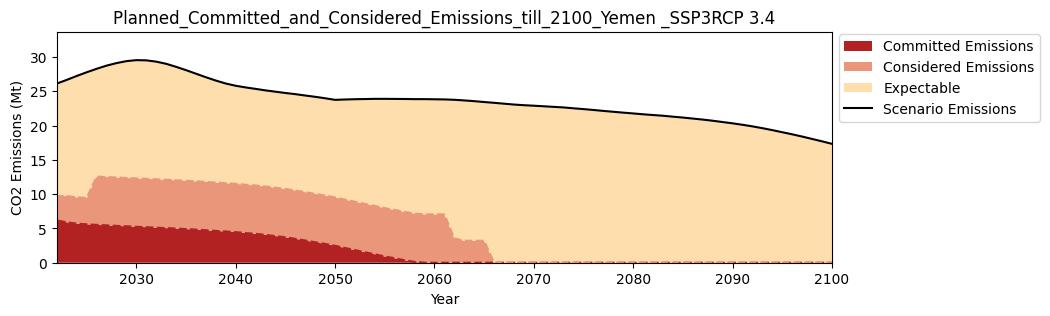 Planned_Committed_and_Considered_Emissions_till_2100_Yemen _SSP3RCP 3.4
CO2 Emissions (Mt)
30
25
20
15
10
5
0
2030 2040 2050 2060 2070 2080 2090 2100
Year
Committed Emissions
Considered Emissions
Expectable
Scenario Emissions